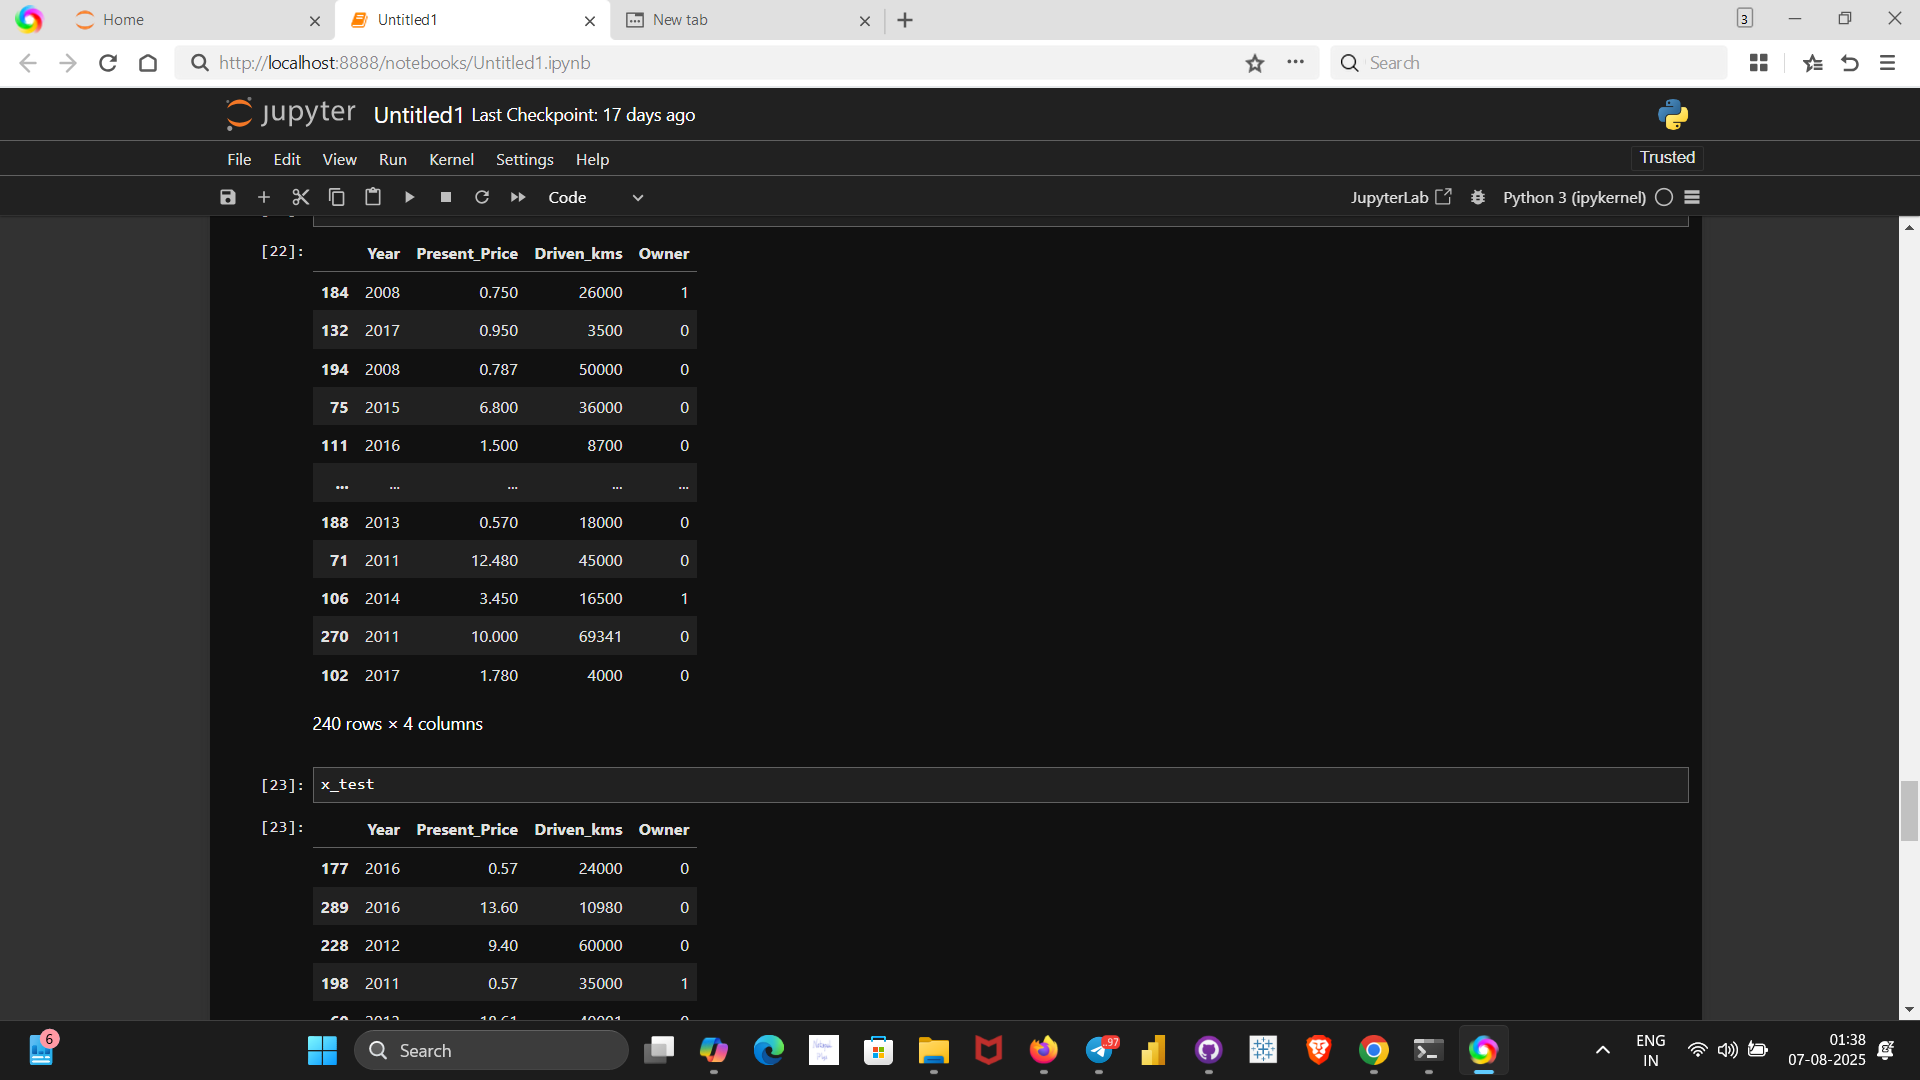 Home
Untitled1
New tab
3
http://localhost:8888/notebooks/Untitled1.ipynb
Search
jupyter Untitled1 Last Checkpoint: 17 days ago
File Edit View Run Kernel Settings Help
Trusted
Code
JupyterLab
Python 3 (ipykernel)
[22]:
Year Present_Price Driven_kms Owner
184 2008 0.750 26000 1
132 2017 0.950 3500 0
194 2008 0.787 50000 0
75 2015 6.800 36000 0
111 2016 1.500 8700 0
... ... ... ... ...
188 2013 0.570 18000 0
71 2011 12.480 45000 0
106 2014 3.450 16500 1
270 2011 10.000 69341 0
102 2017 1.780 4000 0
240 rows × 4 columns
[23]: x_test
[23]:
Year Present_Price Driven_kms Owner
177 2016 0.57 24000 0
289 2016 13.60 10980 0
228 2012 9.40 60000 0
198 2011 0.57 35000 1
6
Search
97
ENG
IN
01:38
07-08-2025